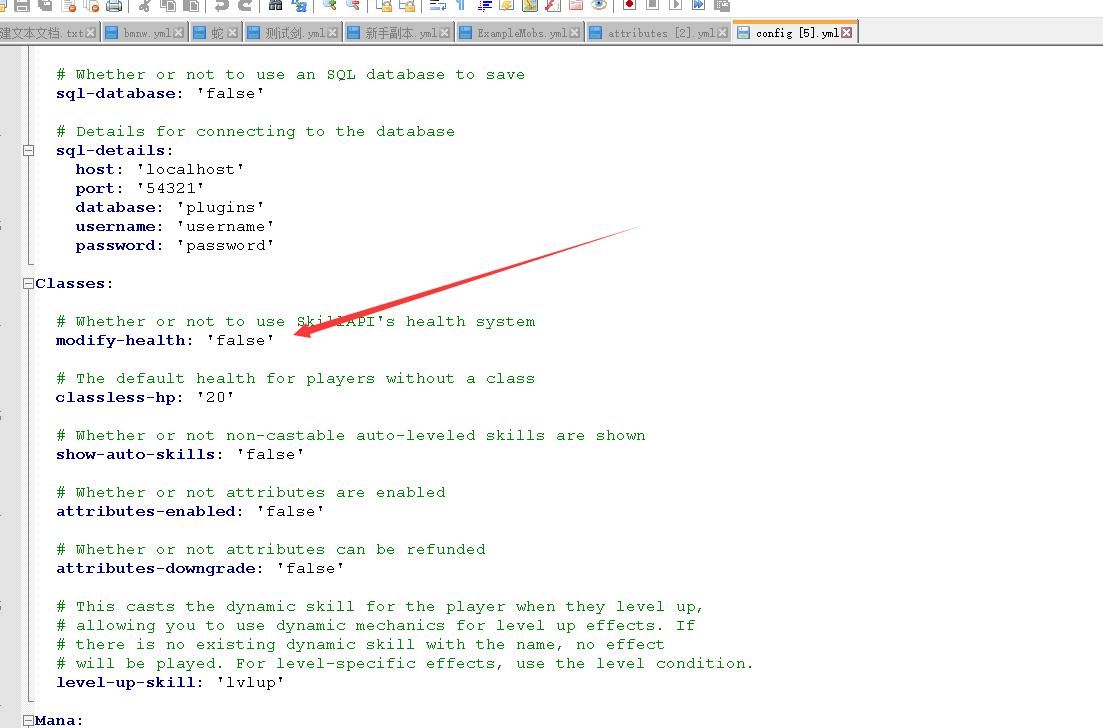 建文本文档.txt
bmnw.yml
蛇
测试剑.yml
新手副本.yml
ExampleMobs.yml
attributes [2].yml
config [5].yml
# Whether or not to use an SQL database to save
sql-database: 'false'
# Details for connecting to the database
sql-details:
host: 'localhost'
port: '54321'
database: 'plugins'
username: 'username'
password: 'password'
Classes:
# Whether or not to use SkillAPI's health system
modify-health: 'false'
# The default health for players without a class
classless-hp: '20'
# Whether or not non-castable auto-leveled skills are shown
show-auto-skills: 'false'
# Whether or not attributes are enabled
attributes-enabled: 'false'
# Whether or not attributes can be refunded
attributes-downgrade: 'false'
# This casts the dynamic skill for the player when they level up,
# allowing you to use dynamic mechanics for level up effects. If
# there is no existing dynamic skill with the name, no effect
# will be played. For level-specific effects, use the level condition.
level-up-skill: 'lvlup'
Mana: